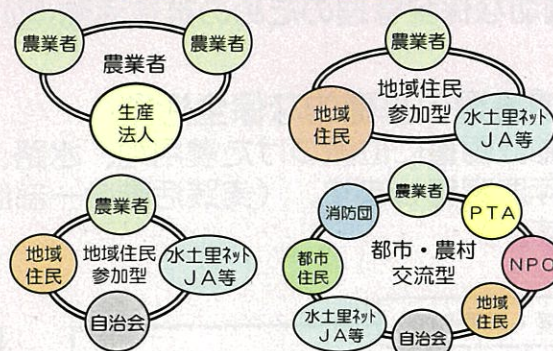 農業者
農業者
農業者
生産
法人
農業者
地域住民
参加型
地域
住民
水土里ネット
JA等
農業者
地域
住民
地域住民
参加型
水土里ネット
JA等
自治会
農業者
消防団
PTA
都市
住民
都市・農村
交流型
NPO
水土里ネット
JA等
地域
住民
自治会